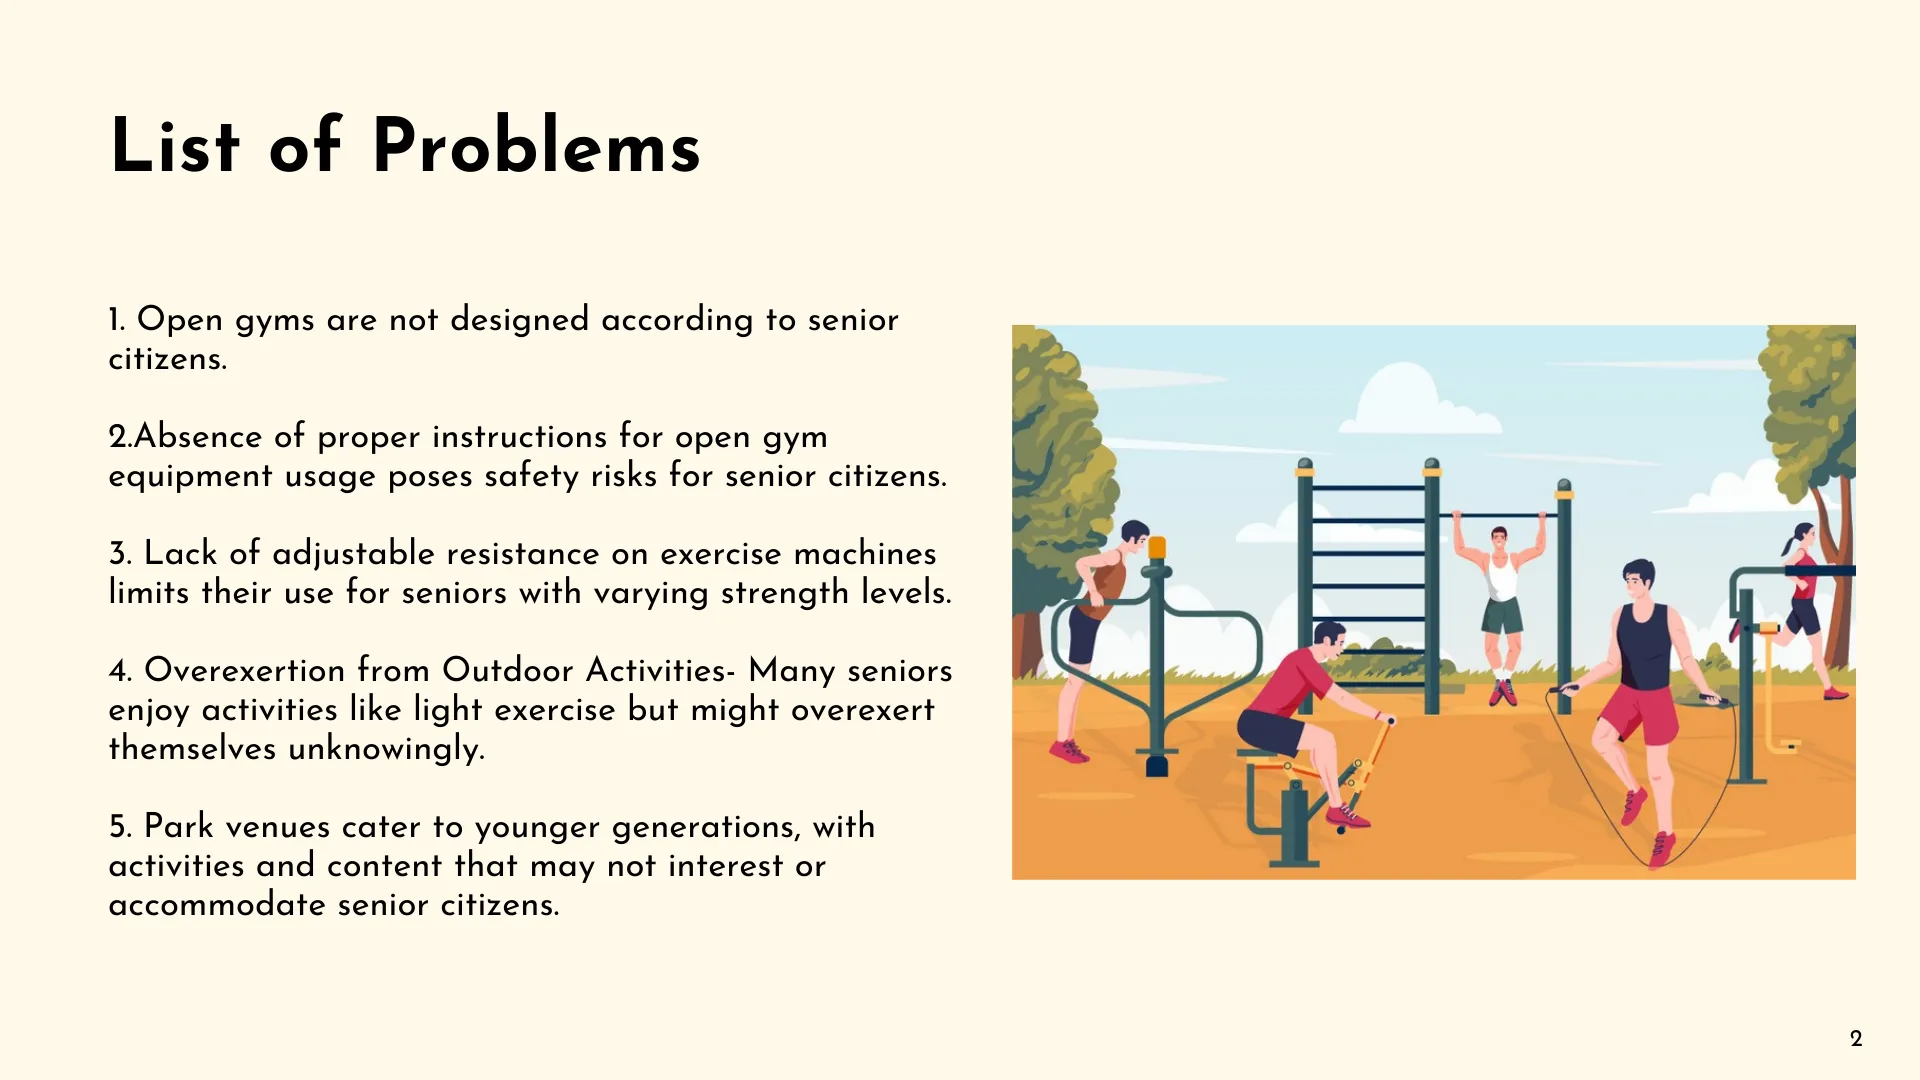 List of Problems
1. Open gyms are not designed according to senior
citizens.
2.Absence of proper instructions for open gym
equipment usage poses safety risks for senior citizens.
3. Lack of adjustable resistance on exercise machines
limits their use for seniors with varying strength levels.
4. Overexertion from Outdoor Activities- Many seniors
enjoy activities like light exercise but might overexert
themselves unknowingly.
5. Park venues cater to younger generations, with
activities and content that may not interest or
accommodate senior citizens.
2